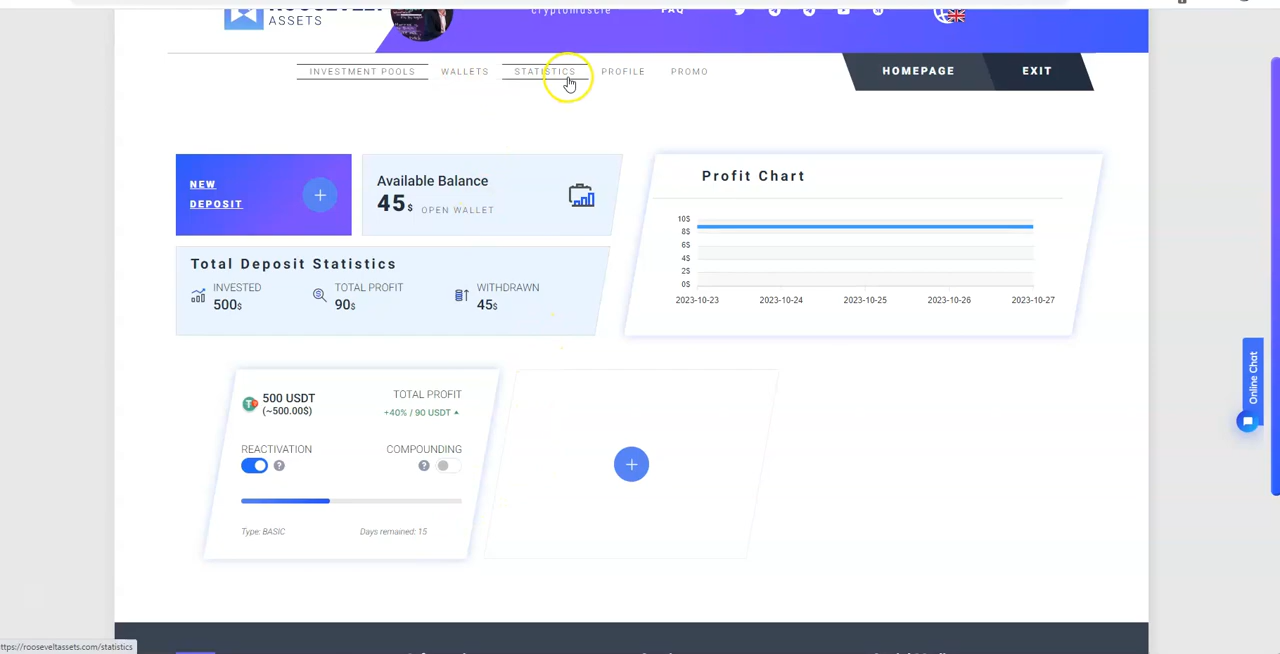 ASSETS
cryptomuscle
FAQ
INVESTMENT POOLS
WALLETS
STATISTICS
PROFILE
PROMO
HOMEPAGE
EXIT
NEW
DEPOSIT
Available Balance
45$ OPEN WALLET
Profit Chart
10$
8$
6$
4$
2$
0$
2023-10-23
2023-10-24
2023-10-25
2023-10-26
2023-10-27
Total Deposit Statistics
INVESTED
500$
TOTAL PROFIT
90$
WITHDRAWN
45$
500 USDT
(~500.00$)
TOTAL PROFIT
+40% / 90 USDT
REACTIVATION
COMPOUNDING
Type: BASIC
Days remained: 15
Online Chat
ttps://rooseveltassets.com/statistics